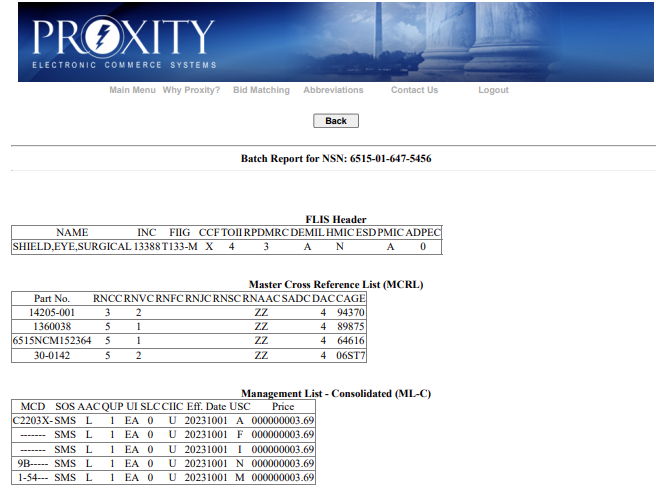 PROXITY
ELECTRONIC COMMERCE SYSTEMS
Main Menu Why Proxity? Bid Matching Abbreviations Contact Us Logout
Back
Batch Report for NSN: 6515-01-647-5456
FLIS Header
NAME INC FIIG CCF TOII RPDMRC DEMIL HMIC ESD PMIC ADPEC
SHIELD,EYE,SURGICAL 13388 T133-M X 4 3 A N A 0
Master Cross Reference List (MCRL)
Part No. RNCC RNVC RNFC RNJC RNSC RNAAC SADC DAC CAGE
14205-001 3 2 ZZ 4 94370
1360038 5 1 ZZ 4 89875
6515NCM152364 5 1 ZZ 4 64616
30-0142 5 2 ZZ 4 06ST7
Management List - Consolidated (ML-C)
MCD SOS AAC QUP UI SLC CIIC Eff. Date USC Price
C2203X- SMS L 1 EA 0 U 20231001 A 000000003.69
------- SMS L 1 EA 0 U 20231001 F 000000003.69
------- SMS L 1 EA 0 U 20231001 I 000000003.69
9B----- SMS L 1 EA 0 U 20231001 N 000000003.69
1-54--- SMS L 1 EA 0 U 20231001 M 000000003.69